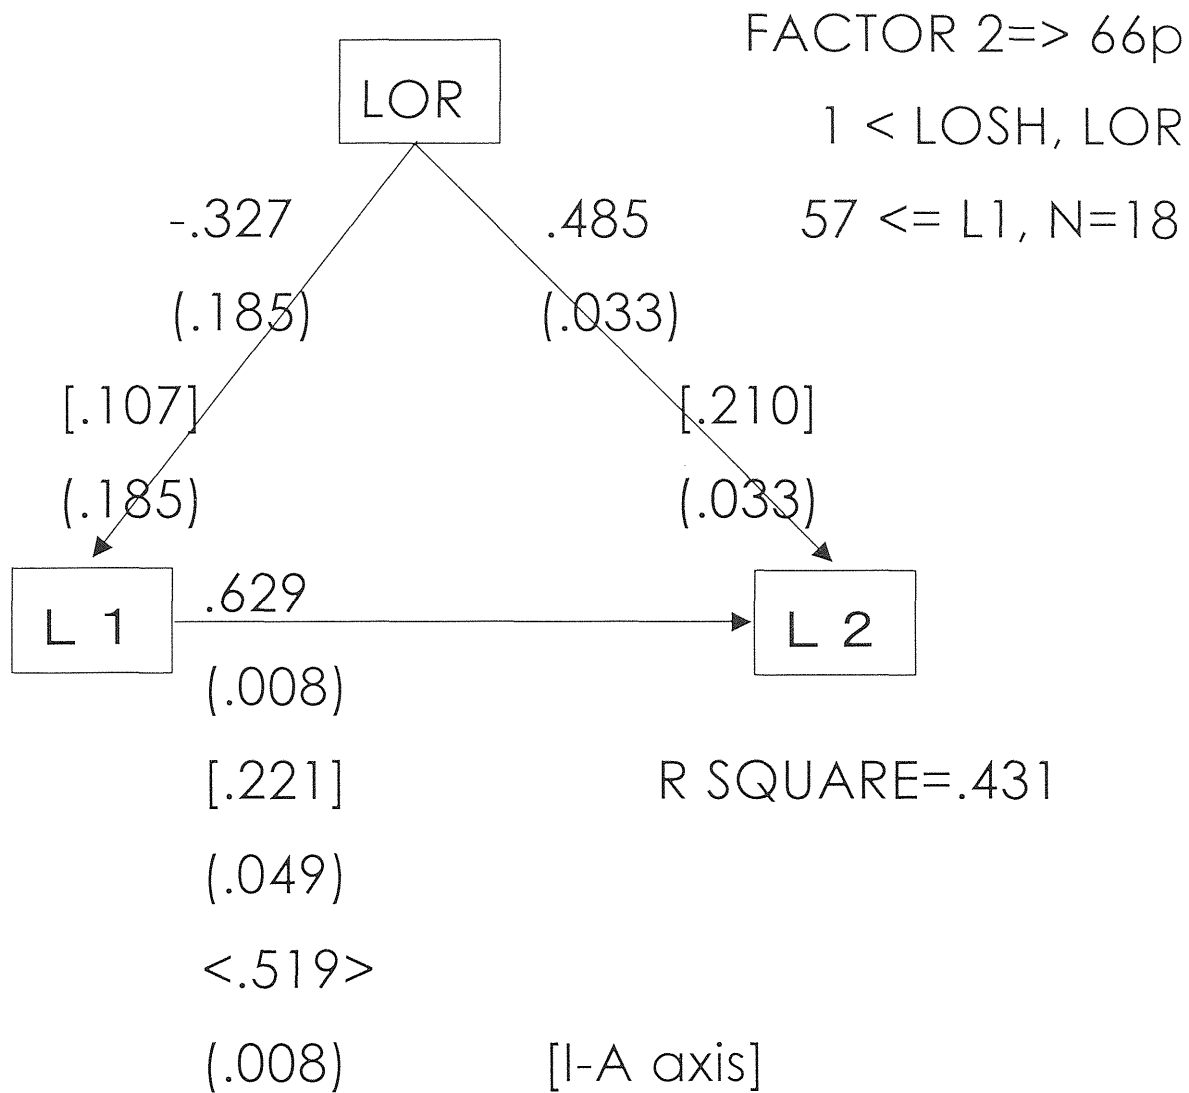 FACTOR 2=> 66p
LOR
1 < LOSH, LOR
-.327 .485 57 <= L1, N=18
(.185) (.033)
[.107] [.210]
(.185) (.033)
.629
L 1 L 2
(.008)
[.221] R SQUARE=.431
(.049)
<.519>
(.008) [I-A axis]